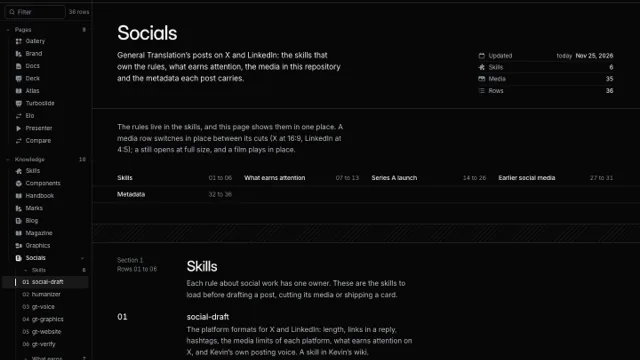 Filter
36 rows
Pages 9
Gallery
Brand
Docs
Deck
Atlas
Turboslide
Elo
Presenter
Compare
Knowledge 10
Skills
Components
Handbook
Marks
Blog
Magazine
Graphics
Socials
Skills 6
01 social-draft
02 humanizer
03 gt-voice
04 gt-graphics
05 gt-website
06 gt-verify
What earns 7
Socials
General Translation's posts on X and LinkedIn: the skills that
own the rules, what earns attention, the media in this repository
and the metadata each post carries.
Updated today Nov 25, 2026
Skills 6
Media 35
Rows 36
The rules live in the skills, and this page shows them in one place. A
media row switches in place between its cuts (X at 16:9, LinkedIn at
4:5); a still opens at full size, and a film plays in place.
Skills 01 to 06 What earns attention 07 to 13 Series A launch 14 to 26 Earlier social media 27 to 31
Metadata 32 to 36
Section 1
Rows 01 to 06
Skills
Each rule about social work has one owner. These are the skills to
load before drafting a post, cutting its media or shipping a card.
01 social-draft
The platform formats for X and LinkedIn: length, links in a reply,
hashtags, the media limits of each platform, what earns attention on
X, and Kevin's own posting voice. A skill in Kevin's wiki.